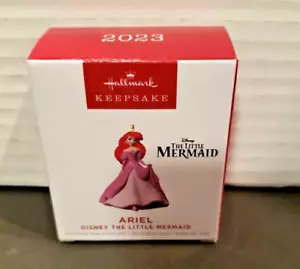 2023
Hallmark
KEEPSAKE
Disney
THE LITTLE
MERMAID
ARIEL
DISNEY THE LITTLE MERMAID